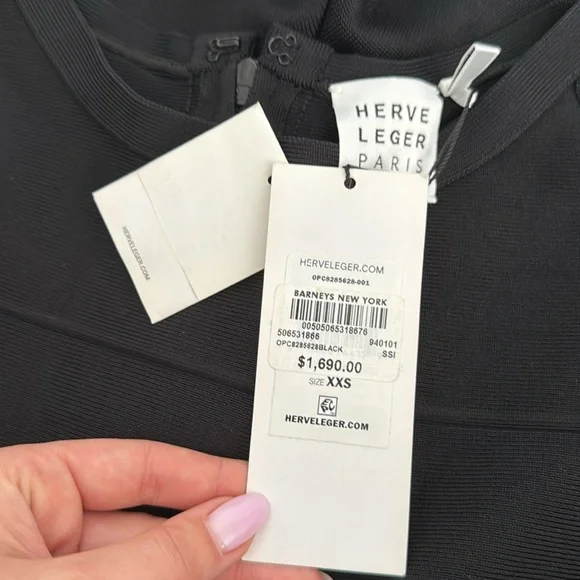 HERVE
LEGER
PARIS
HERVELEGER.COM
HERVELEGER.COM
OPC8285628-001
BARNEYS NEW YORK
00505065318676
506531866 940101
OPC8285628BLACK SSI
$1,690.00
SIZE XXS
HERVELEGER.COM